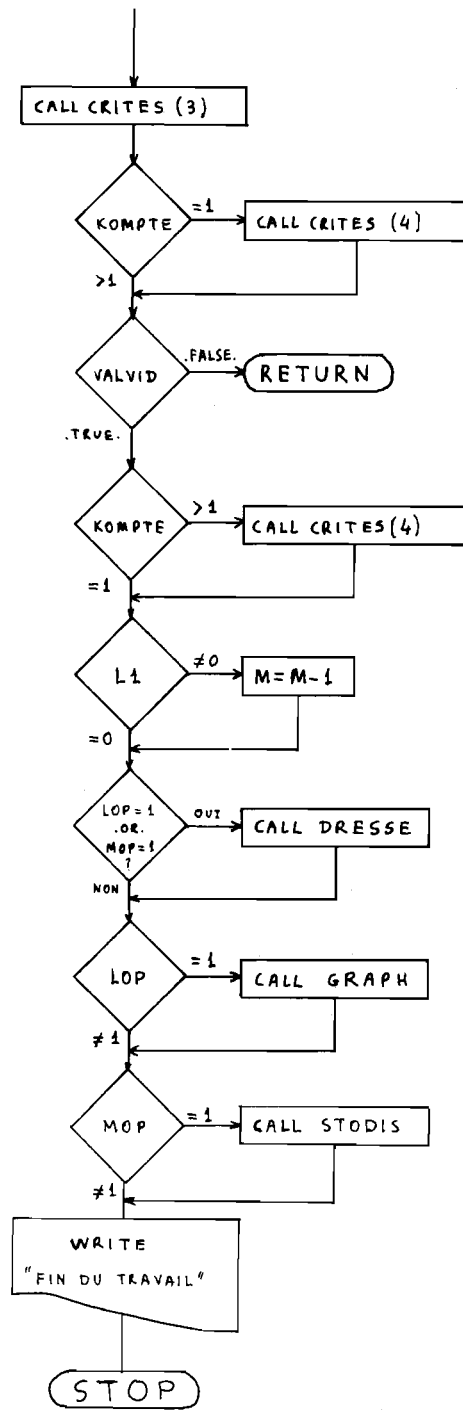 CALL CRITES (3)
KOMPTE
=1
CALL CRITES (4)
>1
VALVID
.FALSE.
RETURN
.TRUE.
KOMPTE
>1
CALL CRITES (4)
=1
L1
≠0
M=M-1
=0
LOP=1
.OR.
MOP=1
?
OUI
CALL DRESSE
NON
LOP
=1
CALL GRAPH
≠1
MOP
=1
CALL STODIS
≠1
WRITE
"FIN DU TRAVAIL"
STOP